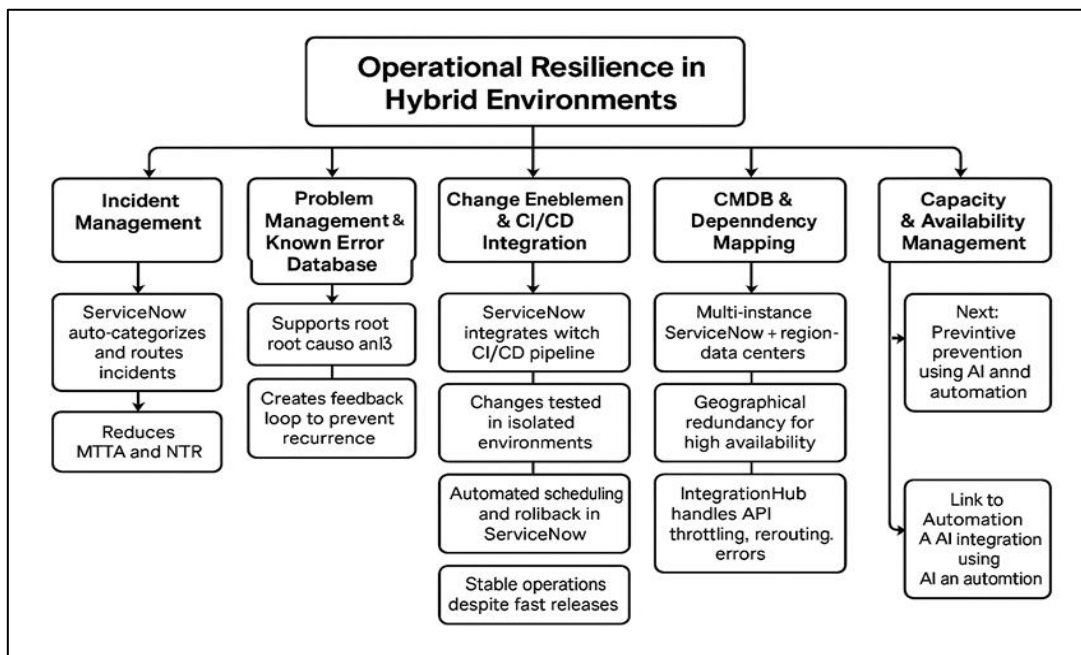 Operational Resilience in
Hybrid Environments
Incident
Management
ServiceNow
auto-categorizes
and routes
incidents
Reduces
MTTA and NTR
Problem
Management &
Known Error
Database
Supports root
root causo anl3
Creates feedback
loop to prevent
recurrence
Change Eneblemen
& CI/CD
Integration
ServiceNow
integrates witch
CI/CD pipeline
Changes tested
in isolated
environments
Automated scheduling
and roliback in
ServiceNow
Stable operations
despite fast releases
CMDB &
Depenndency
Mapping
Multi-instance
ServiceNow + region-
data centers
Geographical
redundancy for
high availability
IntegrationHub
handles API
throttling, rerouting.
errors
Capacity
& Availability
Management
Next:
Previntive
prevention
using AI annd
automation
Link to
Automation
A AI integration
using
AI an automtion